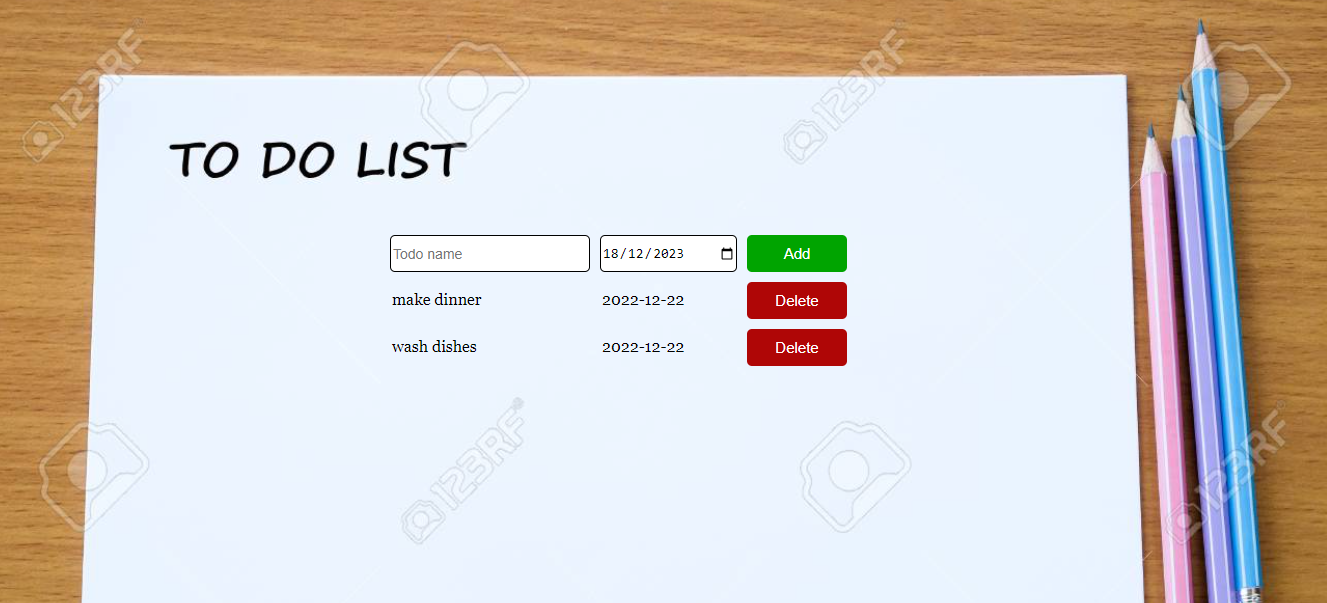 123RF
123RF
TO DO LIST
Todo name 18/12/2023 Add
make dinner 2022-12-22 Delete
wash dishes 2022-12-22 Delete
123RF
123RF